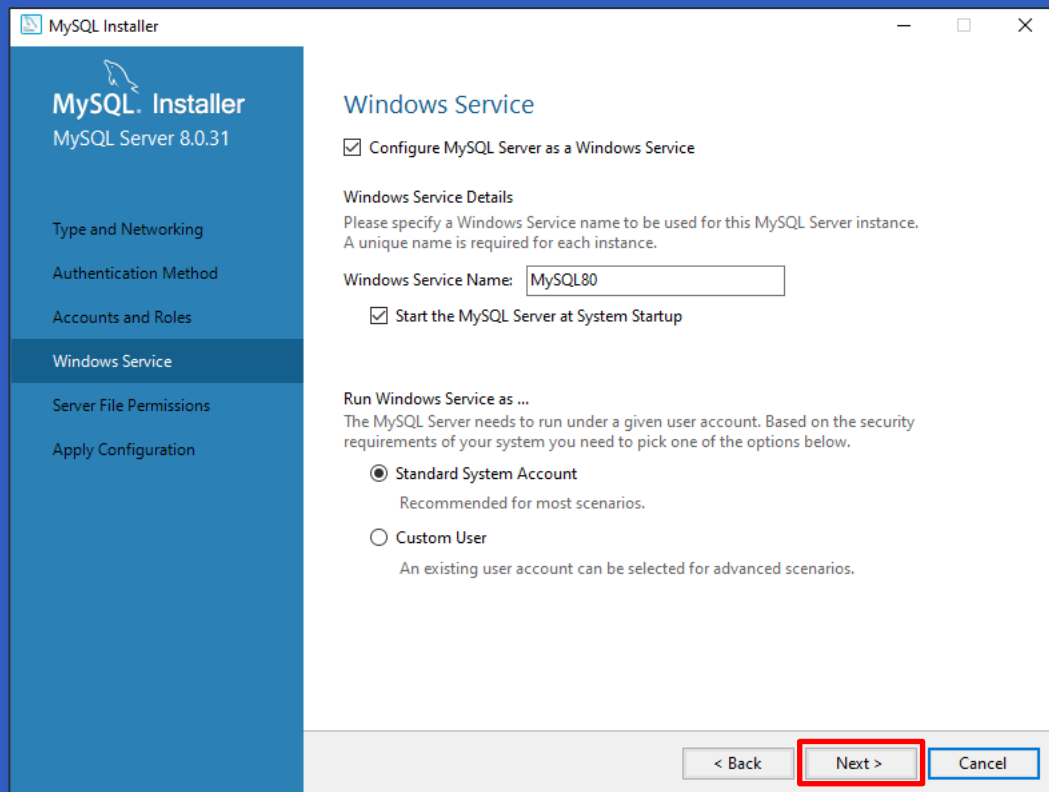 MySQL Installer
MySQL. Installer
MySQL Server 8.0.31
Type and Networking
Authentication Method
Accounts and Roles
Windows Service
Server File Permissions
Apply Configuration
Windows Service
Configure MySQL Server as a Windows Service
Windows Service Details
Please specify a Windows Service name to be used for this MySQL Server instance.
A unique name is required for each instance.
Windows Service Name: MySQL80
Start the MySQL Server at System Startup
Run Windows Service as ...
The MySQL Server needs to run under a given user account. Based on the security
requirements of your system you need to pick one of the options below.
Standard System Account
Recommended for most scenarios.
Custom User
An existing user account can be selected for advanced scenarios.
< Back Next > Cancel